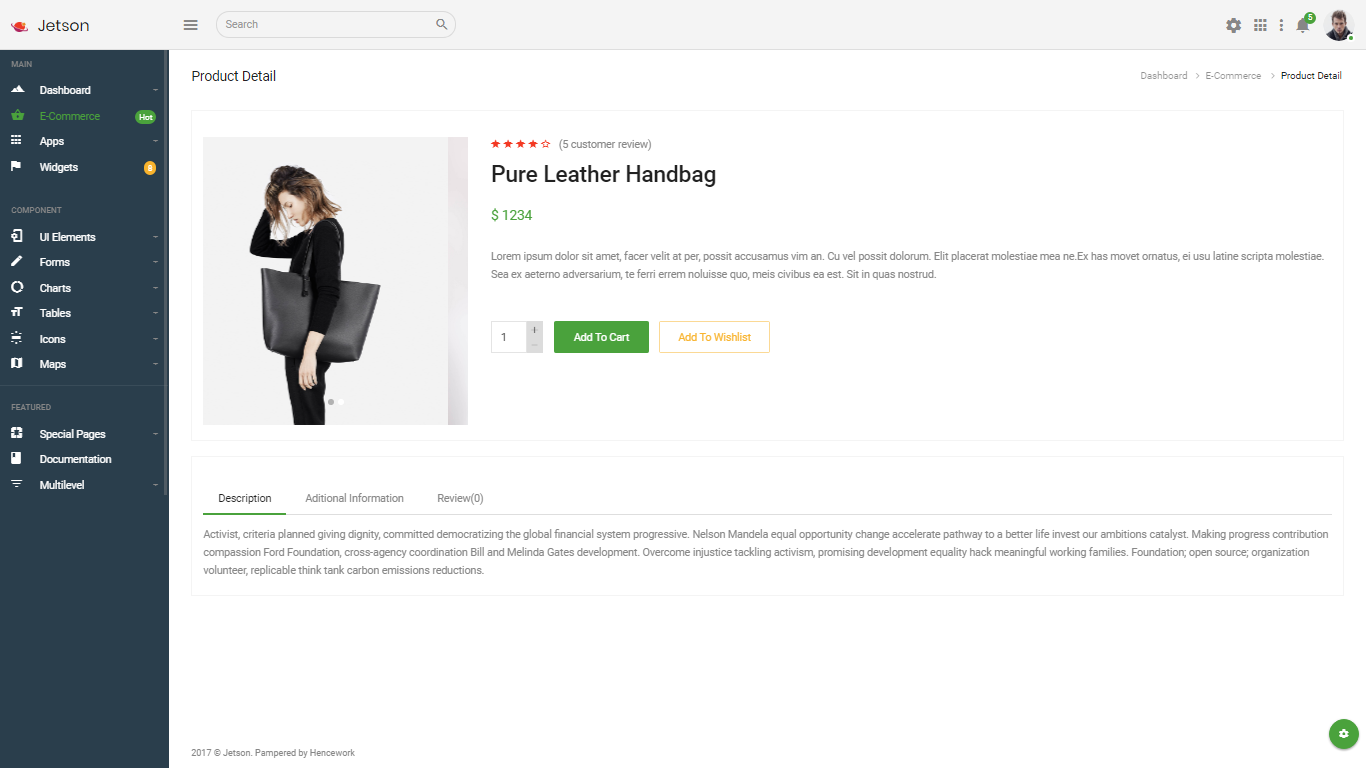 Jetson
Search
5
MAIN
Dashboard
E-Commerce
Hot
Apps
Widgets
8
COMPONENT
UI Elements
Forms
Charts
Tables
Icons
Maps
FEATURED
Special Pages
Documentation
Multilevel
Product Detail
Dashboard > E-Commerce > Product Detail
(5 customer review)
Pure Leather Handbag
$ 1234
Lorem ipsum dolor sit amet, facer velit at per, possit accusamus vim an. Cu vel possit dolorum. Elit placerat molestiae mea ne.Ex has movet ornatus, ei usu latine scripta molestiae.
Sea ex aeterno adversarium, te ferri errem noluisse quo, meis civibus ea est. Sit in quas nostrud.
1
+
-
Add To Cart
Add To Wishlist
Description
Aditional Information
Review(0)
Activist, criteria planned giving dignity, committed democratizing the global financial system progressive. Nelson Mandela equal opportunity change accelerate pathway to a better life invest our ambitions catalyst. Making progress contribution
compassion Ford Foundation, cross-agency coordination Bill and Melinda Gates development. Overcome injustice tackling activism, promising development equality hack meaningful working families. Foundation; open source; organization
volunteer, replicable think tank carbon emissions reductions.
2017 © Jetson. Pampered by Hencework